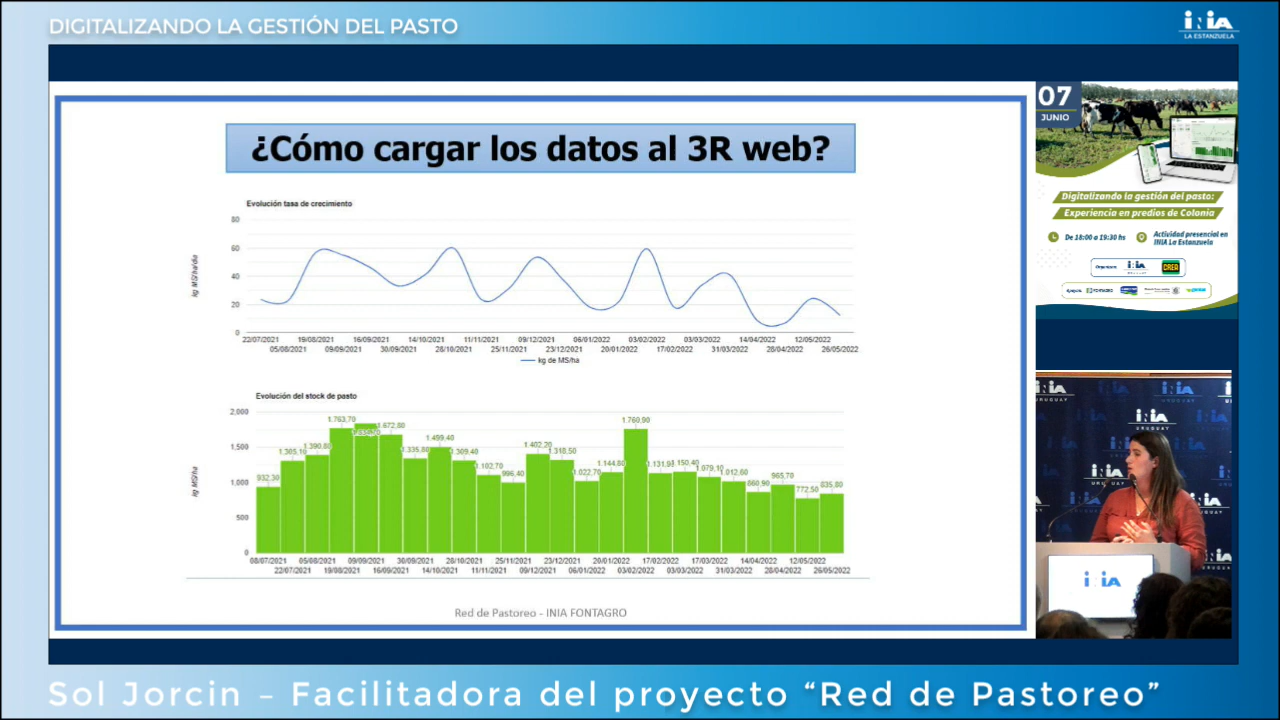 DIGITALIZANDO LA GESTIÓN DEL PASTO
INIA
LA ESTANZUELA
¿Cómo cargar los datos al 3R web?
Evolución tasa de crecimiento
80
60
40
20
0
kg MS/ha/día
22/07/2021 19/08/2021 16/09/2021 14/10/2021 11/11/2021 09/12/2021 06/01/2022 03/02/2022 03/03/2022 14/04/2022 12/05/2022
05/08/2021 09/09/2021 30/09/2021 28/10/2021 25/11/2021 23/12/2021 20/01/2022 17/02/2022 31/03/2022 28/04/2022 26/05/2022
kg de MS/ha
Evolución del stock de pasto
2,000
1,500
1,000
500
0
kg MS/ha
932,30 1.305,10 1.390,80 1.763,70 1.672,80 1.335,80 1.499,40 1.309,40 1.102,70 996,40 1.402,20 1.318,50 1.022,70 1.144,80 1.760,90 1.131,90 1.150,40 1.079,10 1.012,60 860,90 965,70 772,50 835,80
08/07/2021 05/08/2021 09/09/2021 30/09/2021 28/10/2021 25/11/2021 23/12/2021 20/01/2022 17/02/2022 17/03/2022 14/04/2022 12/05/2022
22/07/2021 19/08/2021 16/09/2021 14/10/2021 11/11/2021 09/12/2021 06/01/2022 03/02/2022 03/03/2022 31/03/2022 28/04/2022 26/05/2022
Red de Pastoreo - INIA FONTAGRO
07
JUNIO
Digitalizando la gestión del pasto:
Experiencia en predios de Colonia
De 18:00 a 19:30 hs
Actividad presencial en
INIA La Estanzuela
INIA
CREA
FONTAGRO
INIA
URUGUAY
INIA
URUGUAY
INIA
URUGUAY
INIA
URUGUAY
INIA
INIA
Sol Jorcin – Facilitadora del proyecto “Red de Pastoreo”